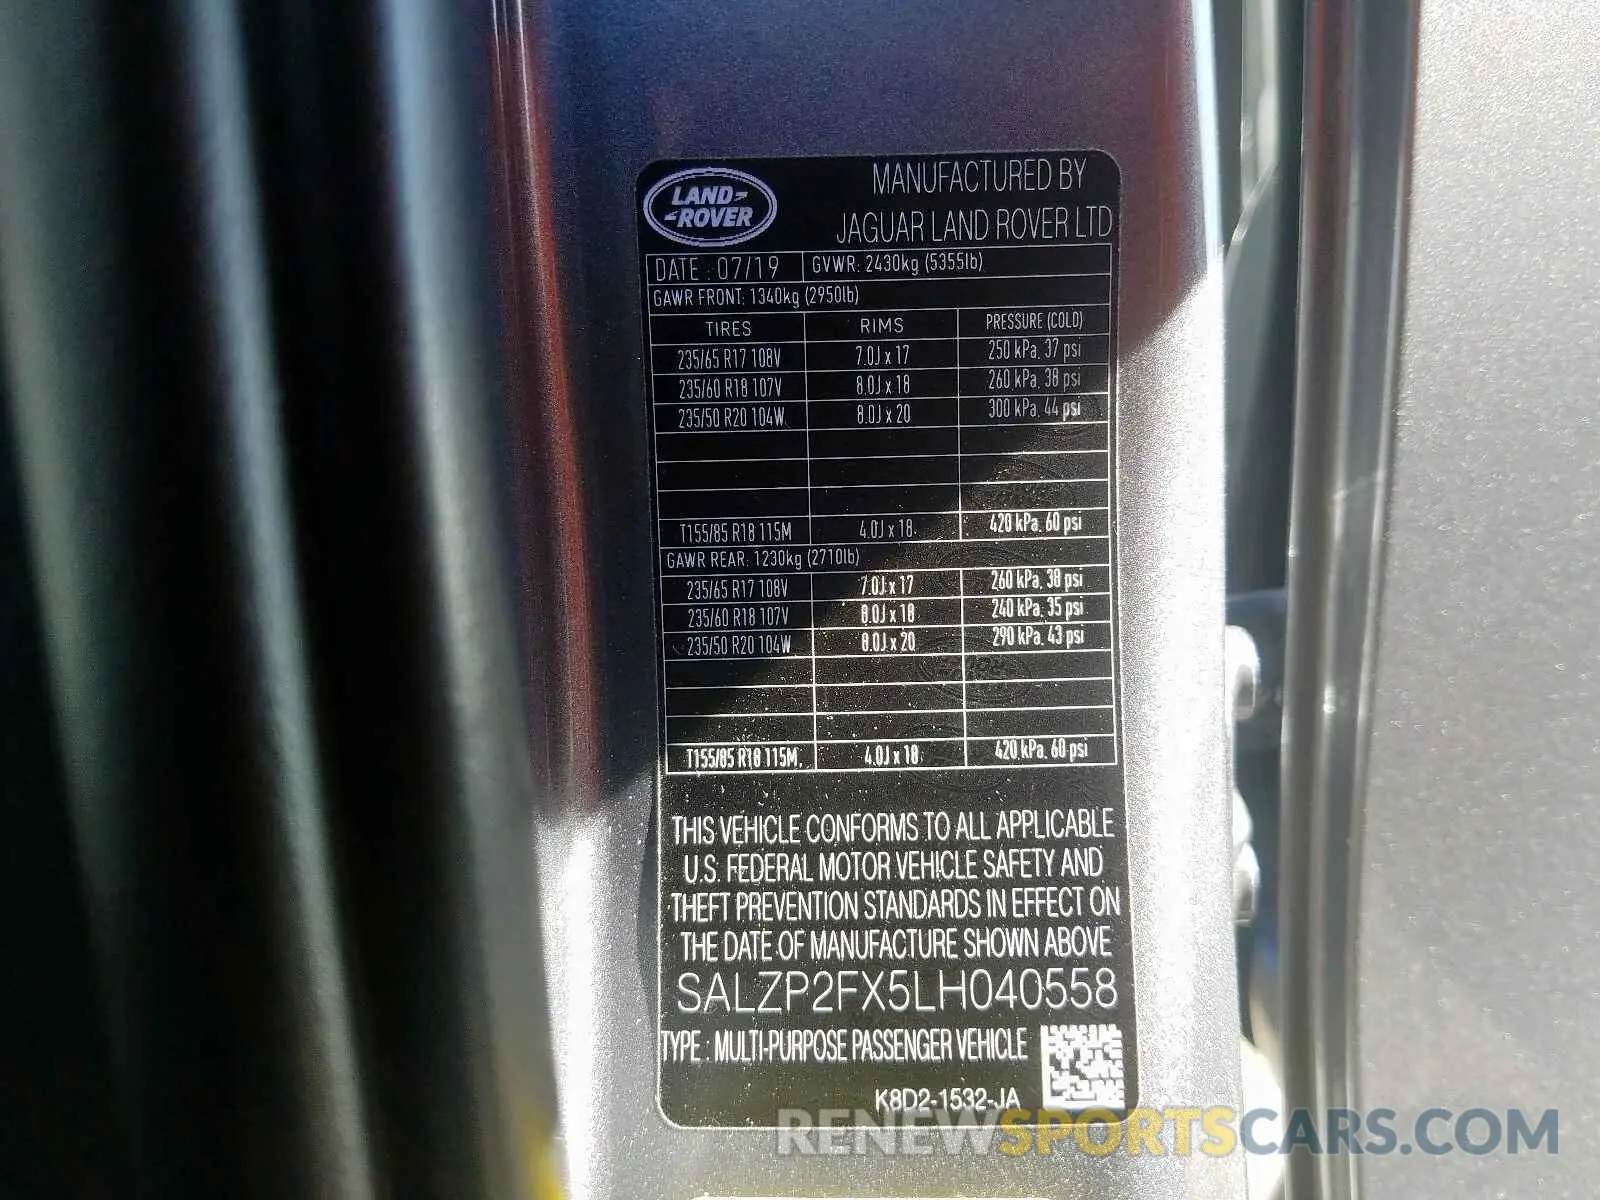 LAND-
-ROVER
MANUFACTURED BY
JAGUAR LAND ROVER LTD
DATE : 07/19 GVWR: 2430kg (5355lb)
GAWR FRONT: 1340kg (2950lb)
TIRES RIMS PRESSURE (COLD)
235/65 R17 108V 7.0J x 17 250 kPa, 37 psi
235/60 R18 107V 8.0J x 18 260 kPa, 38 psi
235/50 R20 104W 8.0J x 20 300 kPa, 44 psi
T155/85 R18 115M 4.0J x 18 420 kPa, 60 psi
GAWR REAR: 1230kg (2710lb)
235/65 R17 108V 7.0J x 17 260 kPa, 38 psi
235/60 R18 107V 8.0J x 18 240 kPa, 35 psi
235/50 R20 104W 8.0J x 20 290 kPa, 43 psi
T155/85 R18 115M 4.0J x 18 420 kPa, 60 psi
THIS VEHICLE CONFORMS TO ALL APPLICABLE
U.S. FEDERAL MOTOR VEHICLE SAFETY AND
THEFT PREVENTION STANDARDS IN EFFECT ON
THE DATE OF MANUFACTURE SHOWN ABOVE
SALZP2FX5LH040558
TYPE : MULTI-PURPOSE PASSENGER VEHICLE
K8D2-1532-JA
RENEWSPORTSCARS.COM